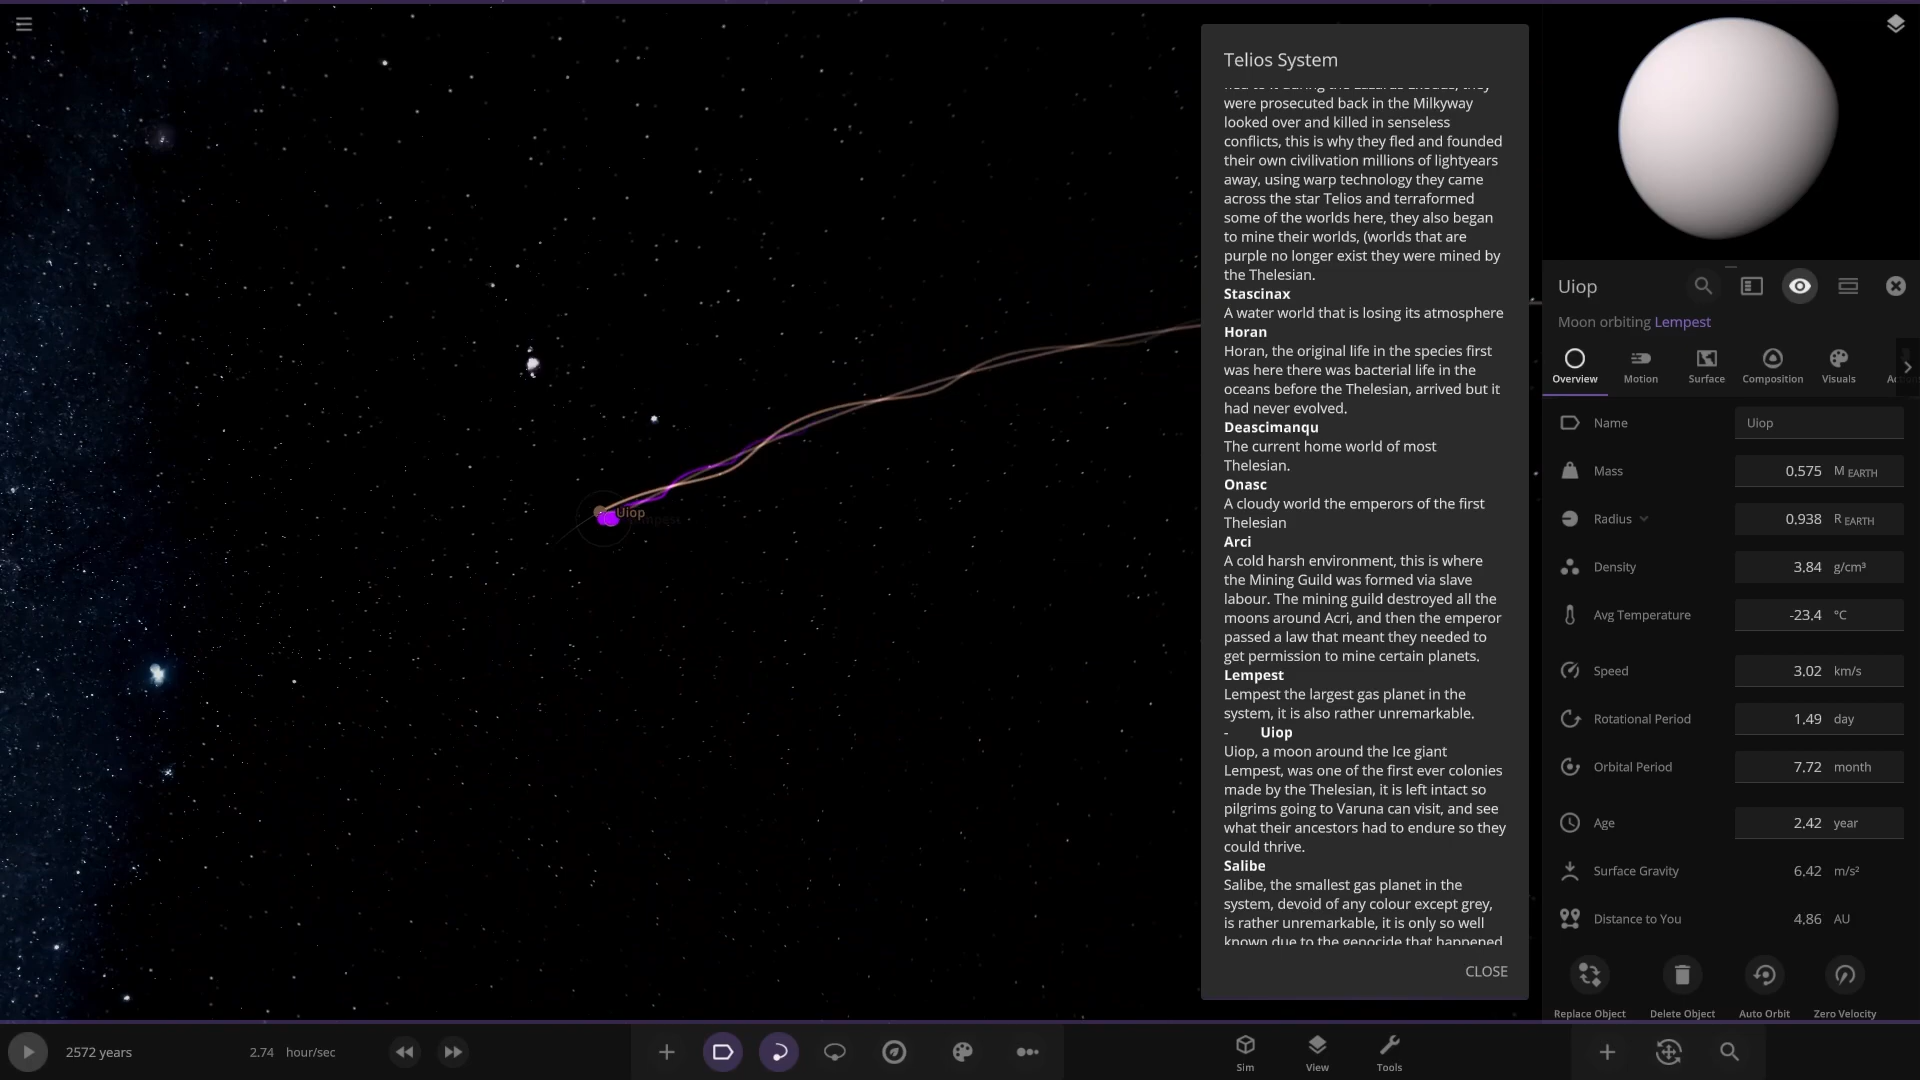 Telios System
were prosecuted back in the Milkyway
looked over and killed in senseless
conflicts, this is why they fled and founded
their own civilivation millions of lightyears
away, using warp technology they came
across the star Telios and terraformed
some of the worlds here, they also began
to mine their worlds, (worlds that are
purple no longer exist they were mined by
the Thelesian.
Stascinax
A water world that is losing its atmosphere
Horan
Horan, the original life in the species first
was here there was bacterial life in the
oceans before the Thelesian, arrived but it
had never evolved.
Deascimanqu
The current home world of most
Thelesian.
Onasc
A cloudy world the emperors of the first
Thelesian
Arci
A cold harsh environment, this is where
the Mining Guild was formed via slave
labour. The mining guild destroyed all the
moons around Acri, and then the emperor
passed a law that meant they needed to
get permission to mine certain planets.
Lempest
Lempest the largest gas planet in the
system, it is also rather unremarkable.
- Uiop
Uiop, a moon around the Ice giant
Lempest, was one of the first ever colonies
made by the Thelesian, it is left intact so
pilgrims going to Varuna can visit, and see
what their ancestors had to endure so they
could thrive.
Salibe
Salibe, the smallest gas planet in the
system, devoid of any colour except grey,
is rather unremarkable, it is only so well
known due to the genocide that happened
CLOSE
Uiop
Lempest
Uiop
Moon orbiting Lempest
Overview Motion Surface Composition Visuals
Name Uiop
Mass 0,575 M EARTH
Radius 0,938 R EARTH
Density 3,84 g/cm³
Avg Temperature -23,4 °C
Speed 3,02 km/s
Rotational Period 1,49 day
Orbital Period 7,72 month
Age 2,42 year
Surface Gravity 6,42 m/s²
Distance to You 4,86 AU
Replace Object Delete Object Auto Orbit Zero Velocity
2572 years 2.74 hour/sec
Sim View Tools